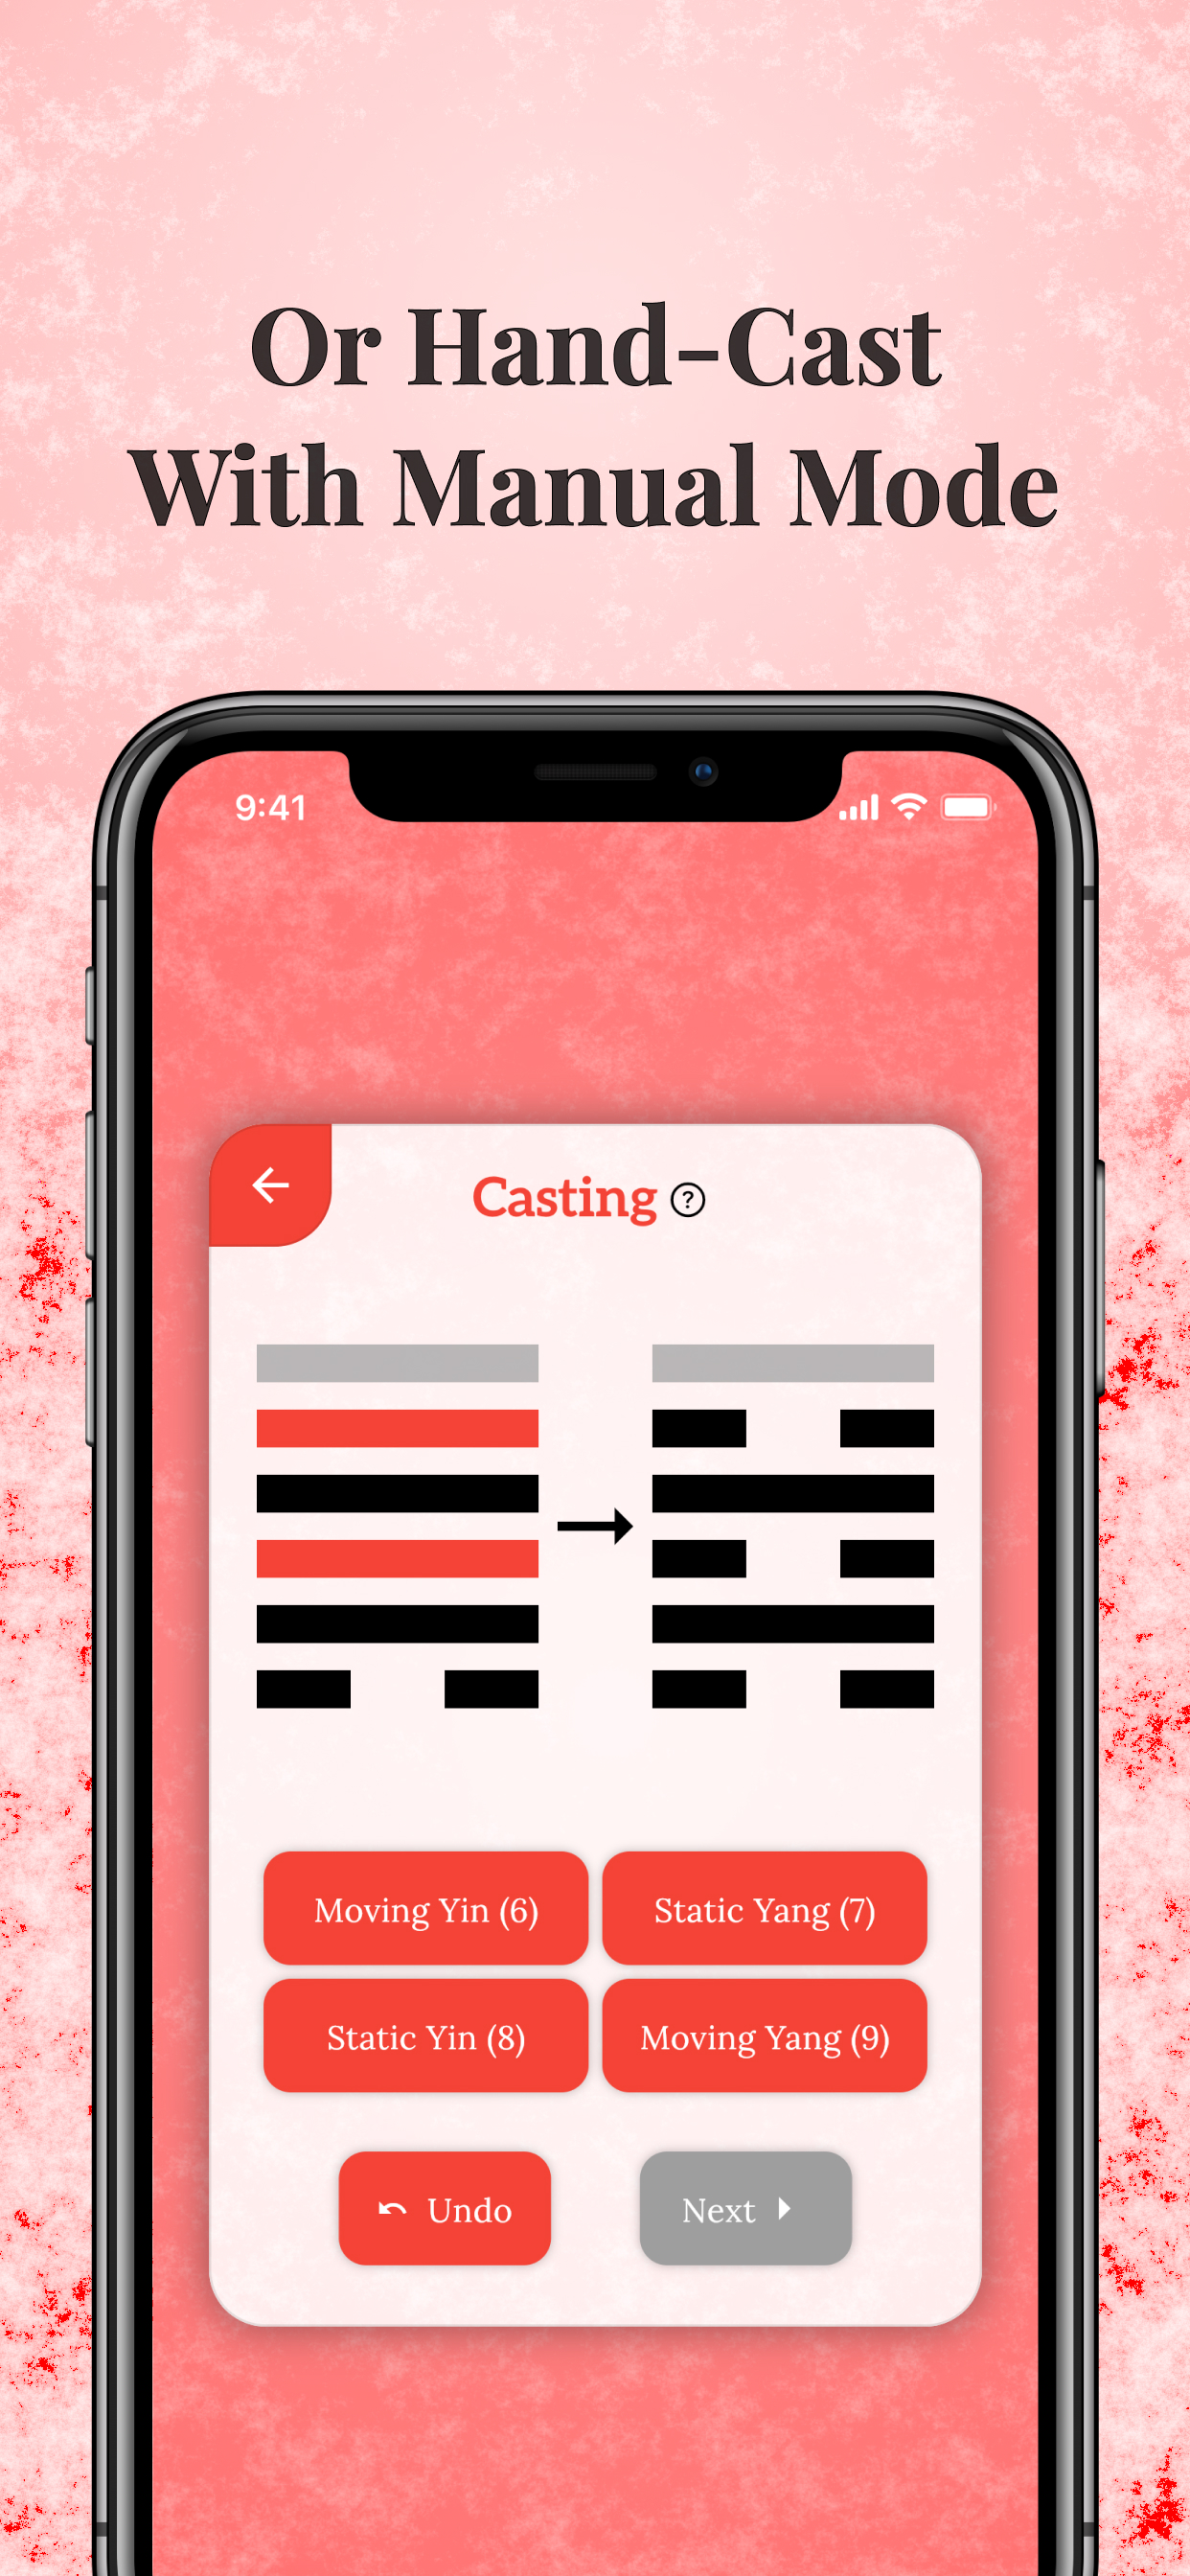 Or Hand-Cast
With Manual Mode
9:41
Casting ?
Moving Yin (6)
Static Yang (7)
Static Yin (8)
Moving Yang (9)
Undo
Next